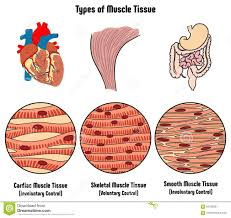 Types of Muscle Tissue
Cardiac Muscle Tissue
(Involuntary Control)
Skeletal Muscle Tissue
(Voluntary Control)
Smooth Muscle Tissue
(Involuntary Control)